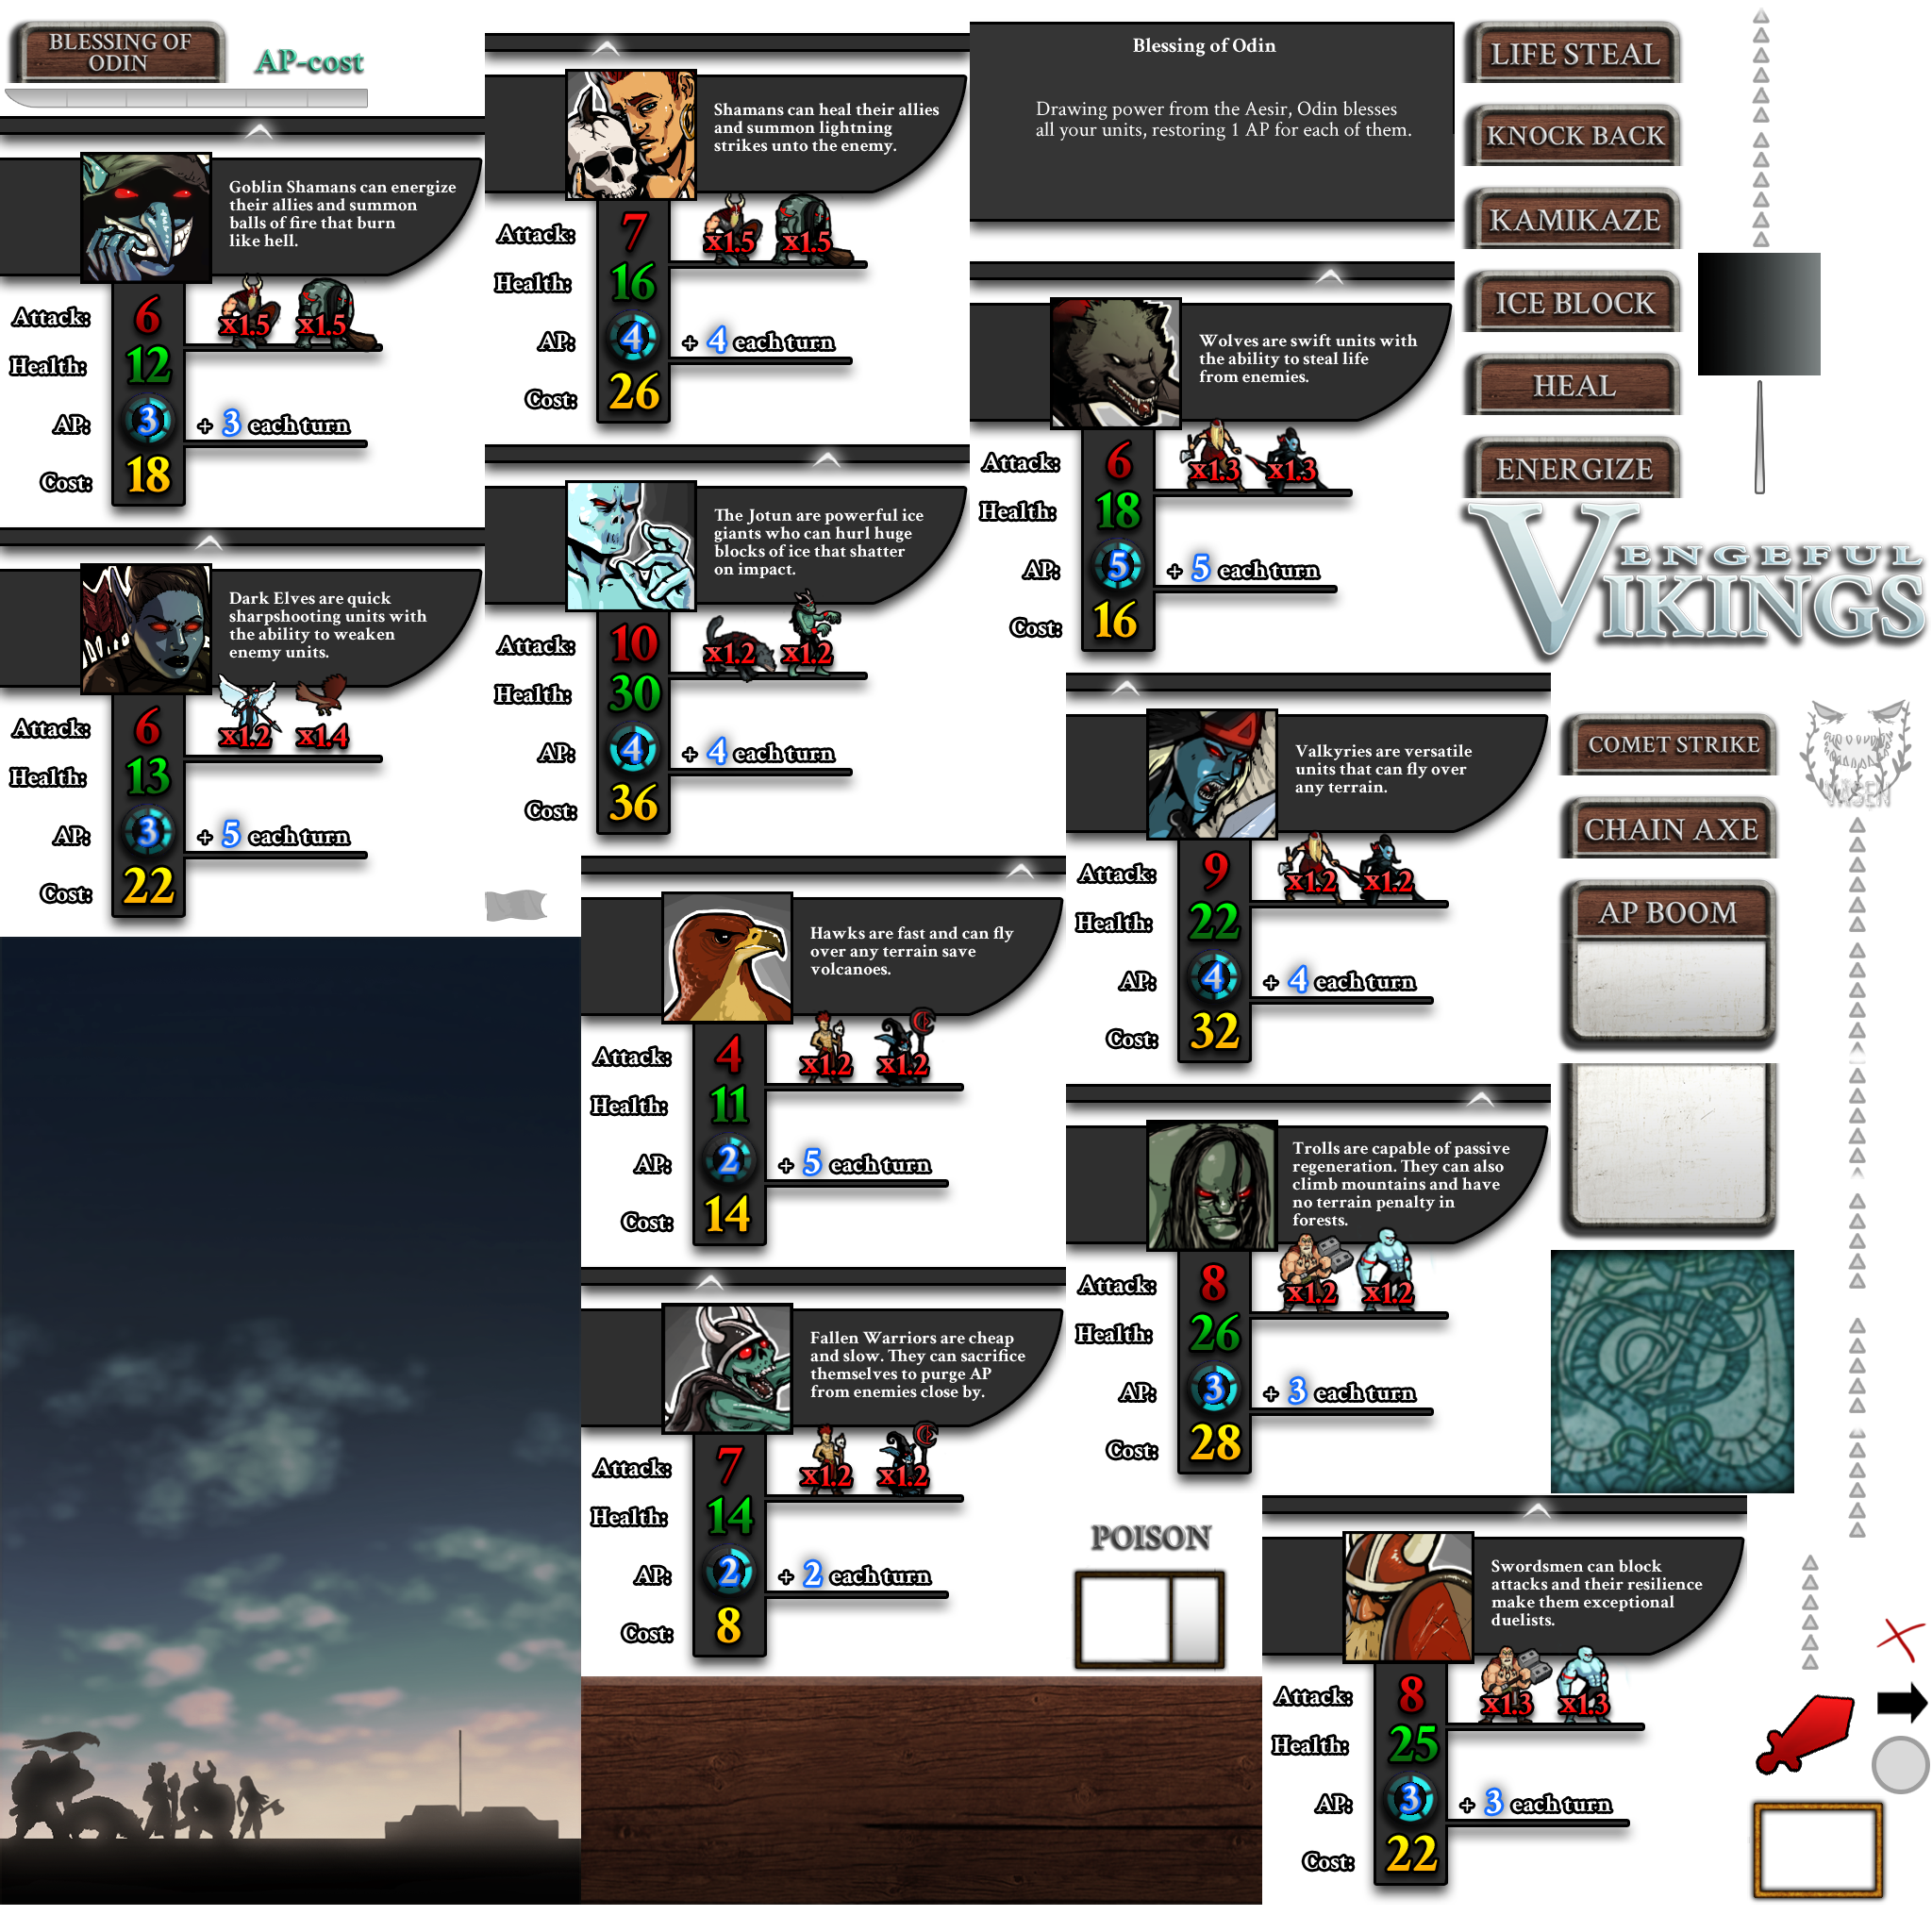 BLESSING OF
ODIN
AP-cost
Goblin Shamans can energize
their allies and summon
balls of fire that burn
like hell.
Attack: 6
x1.5 x1.5
Health: 12
AP: 3 + 3 each turn
Cost: 18
Dark Elves are quick
sharpshooting units with
the ability to weaken
enemy units.
Attack: 6
x1.2 x1.4
Health: 13
AP: 3 + 5 each turn
Cost: 22
Shamans can heal their allies
and summon lightning
strikes unto the enemy.
Attack: 7
x1.5 x1.5
Health: 16
AP: 4 + 4 each turn
Cost: 26
The Jotun are powerful ice
giants who can hurl huge
blocks of ice that shatter
on impact.
Attack: 10
x1.2 x1.2
Health: 30
AP: 4 + 4 each turn
Cost: 36
Hawks are fast and can fly
over any terrain save
volcanoes.
Attack: 4
x1.2 x1.2
Health: 11
AP: 2 + 5 each turn
Cost: 14
Fallen Warriors are cheap
and slow. They can sacrifice
themselves to purge AP
from enemies close by.
Attack: 7
x1.2 x1.2
Health: 14
AP: 2 + 2 each turn
Cost: 8
Blessing of Odin
Drawing power from the Aesir, Odin blesses
all your units, restoring 1 AP for each of them.
Wolves are swift units with
the ability to steal life
from enemies.
Attack: 6
x1.3 x1.3
Health: 18
AP: 5 + 5 each turn
Cost: 16
Valkyries are versatile
units that can fly over
any terrain.
Attack: 9
x1.2 x1.2
Health: 22
AP: 4 + 4 each turn
Cost: 32
Trolls are capable of passive
regeneration. They can also
climb mountains and have
no terrain penalty in
forests.
Attack: 8
x1.2 x1.2
Health: 26
AP: 3 + 3 each turn
Cost: 28
POISON
Swordsmen can block
attacks and their resilience
make them exceptional
duelists.
Attack: 8
x1.3 x1.3
Health: 25
AP: 3 + 3 each turn
Cost: 22
LIFE STEAL
KNOCK BACK
KAMIKAZE
ICE BLOCK
HEAL
ENERGIZE
VENGEFUL
VIKINGS
COMET STRIKE
CHAIN AXE
AP BOOM